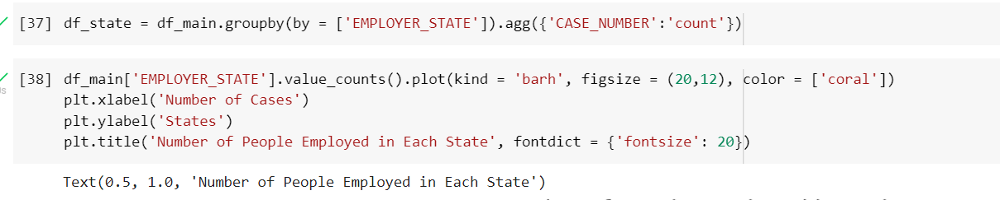 [37] df_state = df_main.groupby(by = ['EMPLOYER_STATE']).agg({'CASE_NUMBER':'count'})
[38] df_main['EMPLOYER_STATE'].value_counts().plot(kind = 'barh', figsize = (20,12), color = ['coral'])
plt.xlabel('Number of Cases')
plt.ylabel('States')
plt.title('Number of People Employed in Each State', fontdict = {'fontsize': 20})
Text(0.5, 1.0, 'Number of People Employed in Each State')